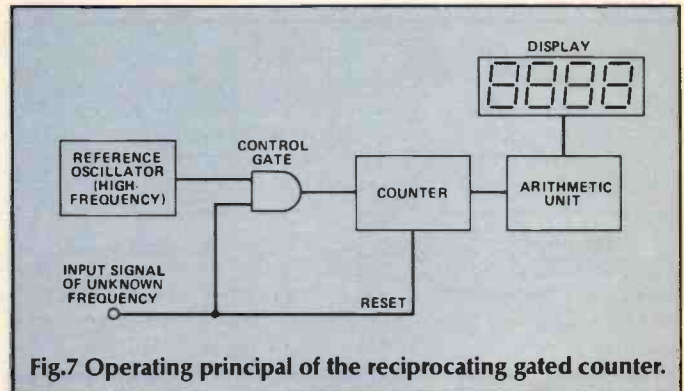 DISPLAY
8888
REFERENCE
OSCILLATOR
(HIGH-
FREQUENCY)
CONTROL
GATE
COUNTER
ARITHMETIC
UNIT
INPUT SIGNAL
OF UNKNOWN
FREQUENCY
RESET
Fig.7 Operating principal of the reciprocating gated counter.